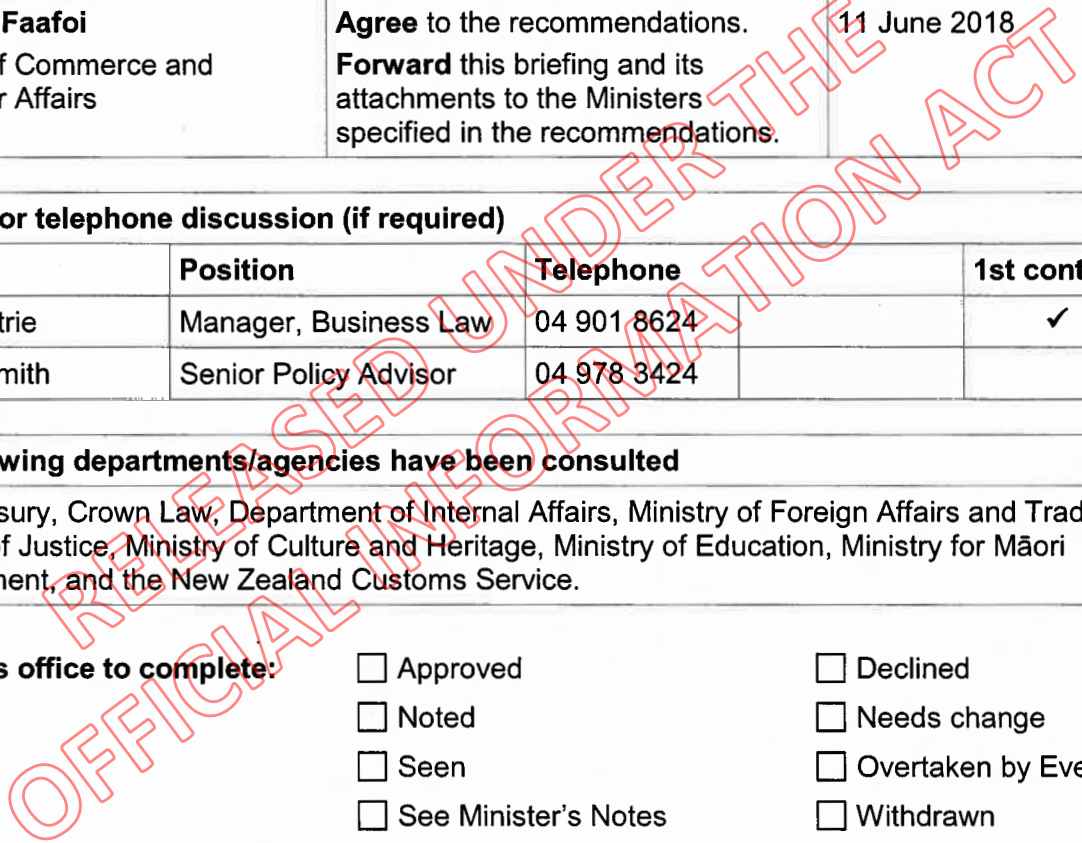 Faafoi Agree to the recommendations. 11 June 2018
f Commerce and Forward this briefing and its
r Affairs attachments to the Ministers
specified in the recommendations.
or telephone discussion (if required)
Position Telephone 1st cont
trie Manager, Business Law 04 901 8624 ✓
mith Senior Policy Advisor 04 978 3424
wing departments/agencies have been consulted
sury, Crown Law, Department of Internal Affairs, Ministry of Foreign Affairs and Trad
of Justice, Ministry of Culture and Heritage, Ministry of Education, Ministry for Māori
ment, and the New Zealand Customs Service.
s office to complete: ☐ Approved ☐ Declined
☐ Noted ☐ Needs change
☐ Seen ☐ Overtaken by Eve
☐ See Minister's Notes ☐ Withdrawn
RELEASED UNDER THE
OFFICIAL INFORMATION ACT